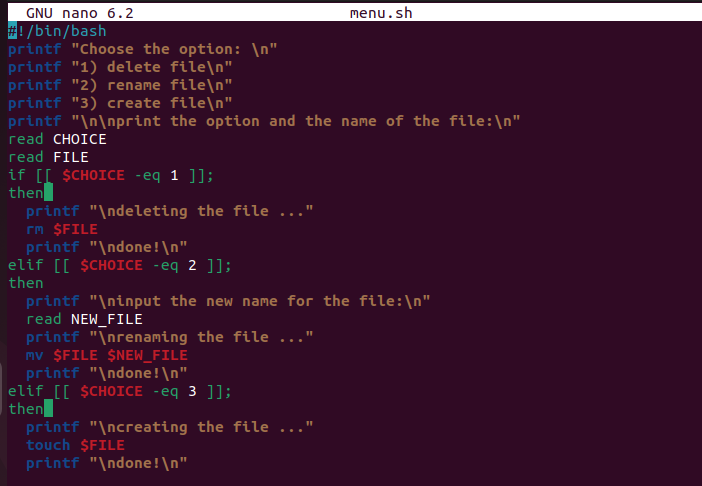 GNU nano 6.2 menu.sh
#!/bin/bash
printf "Choose the option: \n"
printf "1) delete file\n"
printf "2) rename file\n"
printf "3) create file\n"
printf "\n\nprint the option and the name of the file:\n"
read CHOICE
read FILE
if [[ $CHOICE -eq 1 ]];
then
  printf "\ndeleting the file ..."
  rm $FILE
  printf "\ndone!\n"
elif [[ $CHOICE -eq 2 ]];
then
  printf "\ninput the new name for the file:\n"
  read NEW_FILE
  printf "\nrenaming the file ..."
  mv $FILE $NEW_FILE
  printf "\ndone!\n"
elif [[ $CHOICE -eq 3 ]];
then
  printf "\ncreating the file ..."
  touch $FILE
  printf "\ndone!\n"